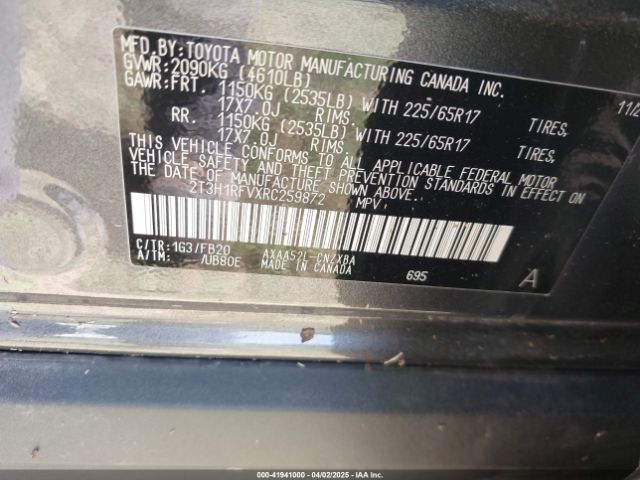 MFD.BY:TOYOTA MOTOR MANUFACTURING CANADA INC.
GVWR:2090KG (4610LB) 11/2
GAWR:FRT. 1150KG (2535LB) WITH 225/65R17 TIRES,
17X7.0J RIMS.
RR. 1150KG (2535LB) WITH 225/65R17 TIRES,
17X7.0J RIMS.
THIS VEHICLE CONFORMS TO ALL APPLICABLE FEDERAL MOTOR
VEHICLE SAFETY AND THEFT PREVENTION STANDARDS IN EFFECT ON
THE DATE OF MANUFACTURE SHOWN ABOVE.
2T3H1RFVXRC259872 MPV
C/TR:1G3/FB20 AXAA52L-CNZXBA
A/TM: /UB80E MADE IN CANADA 695 A
00-41941000 04/02/2025 IAA Inc.